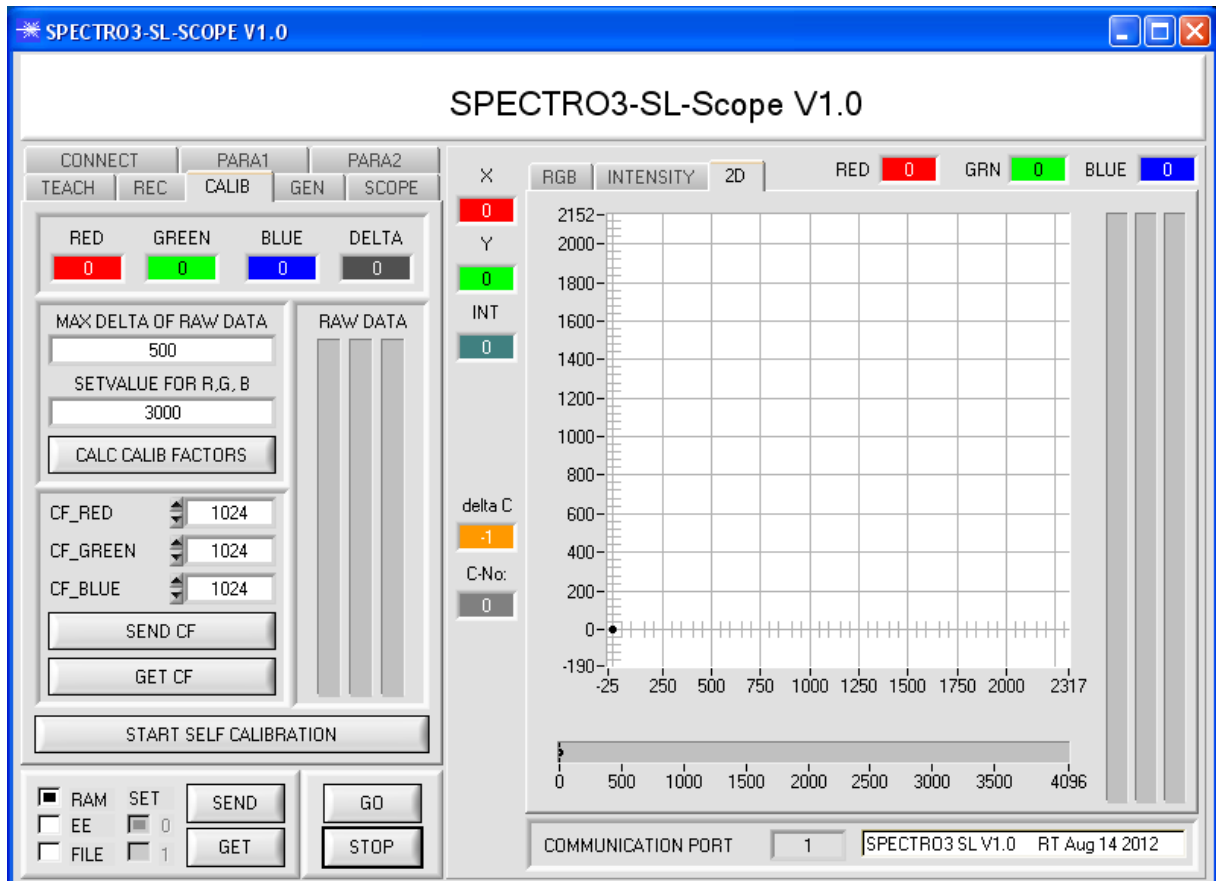 SPECTRO3-SL-SCOPE V1.0
SPECTRO3-SL-Scope V1.0
CONNECT PARA1 PARA2
TEACH REC CALIB GEN SCOPE
RED GREEN BLUE DELTA
0 0 0 0
MAX DELTA OF RAW DATA
500
SETVALUE FOR R,G, B
3000
CALC CALIB FACTORS
RAW DATA
CF_RED 1024
CF_GREEN 1024
CF_BLUE 1024
SEND CF
GET CF
START SELF CALIBRATION
RAM SET
EE 0
FILE 1
SEND
GET
GO
STOP
X
0
Y
0
INT
0
delta C
-1
C-No:
0
RGB INTENSITY 2D
RED 0 GRN 0 BLUE 0
2152
2000
1800
1600
1400
1200
1000
800
600
400
200
0
-190
-25 250 500 750 1000 1250 1500 1750 2000 2317
0 500 1000 1500 2000 2500 3000 3500 4096
COMMUNICATION PORT 1 SPECTRO3 SL V1.0 RT Aug 14 2012